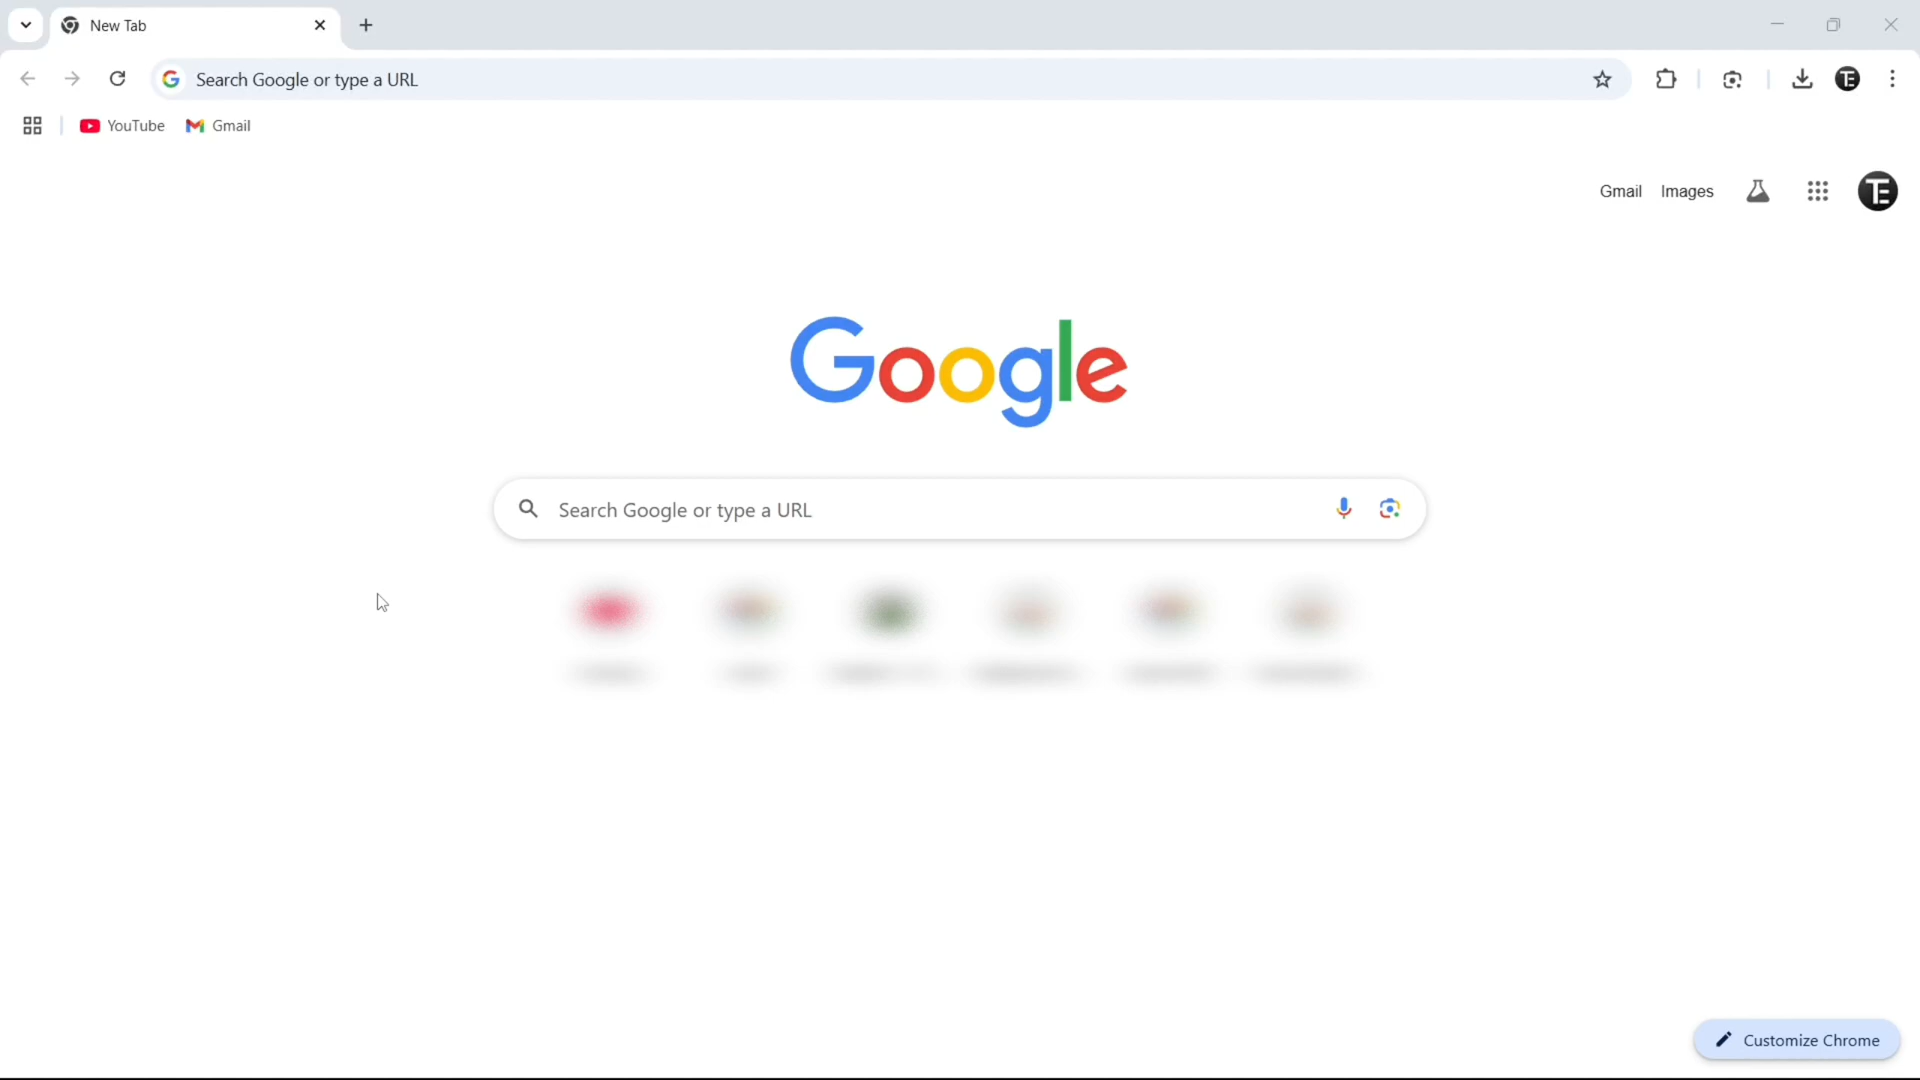 New Tab
Search Google or type a URL
YouTube
Gmail
Gmail
Images
TE
Google
Search Google or type a URL
Customize Chrome